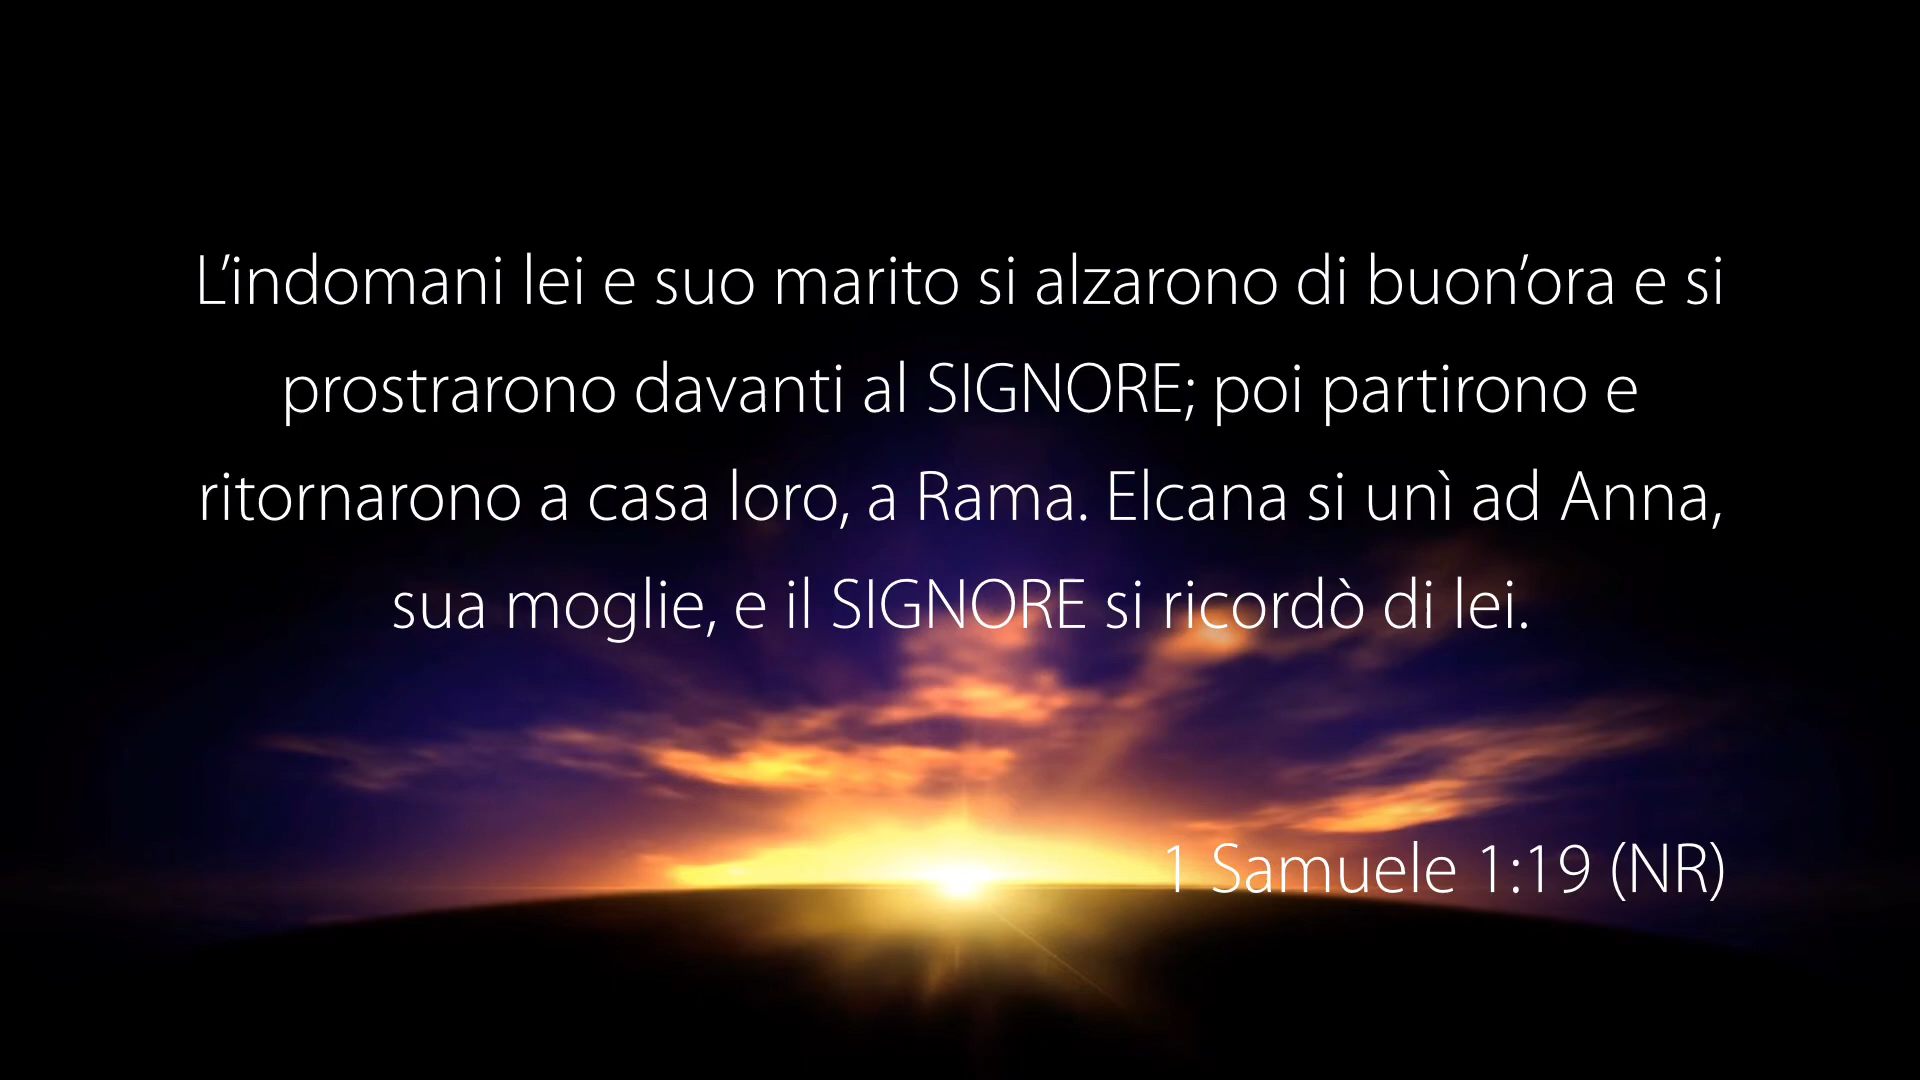 L’indomani lei e suo marito si alzarono di buon’ora e si
prostrarono davanti al SIGNORE; poi partirono e
ritornarono a casa loro, a Rama. Elcana si unì ad Anna,
sua moglie, e il SIGNORE si ricordò di lei.
1 Samuele 1:19 (NR)